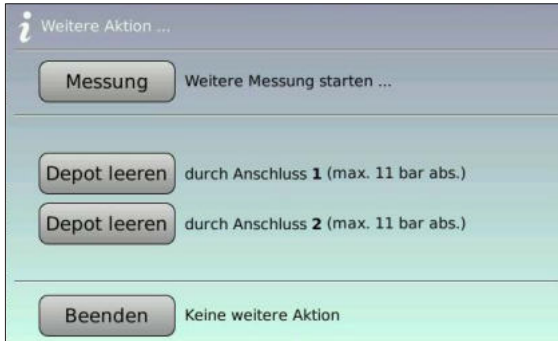 Weitere Aktion ...
Messung Weitere Messung starten ...
Depot leeren durch Anschluss 1 (max. 11 bar abs.)
Depot leeren durch Anschluss 2 (max. 11 bar abs.)
Beenden Keine weitere Aktion